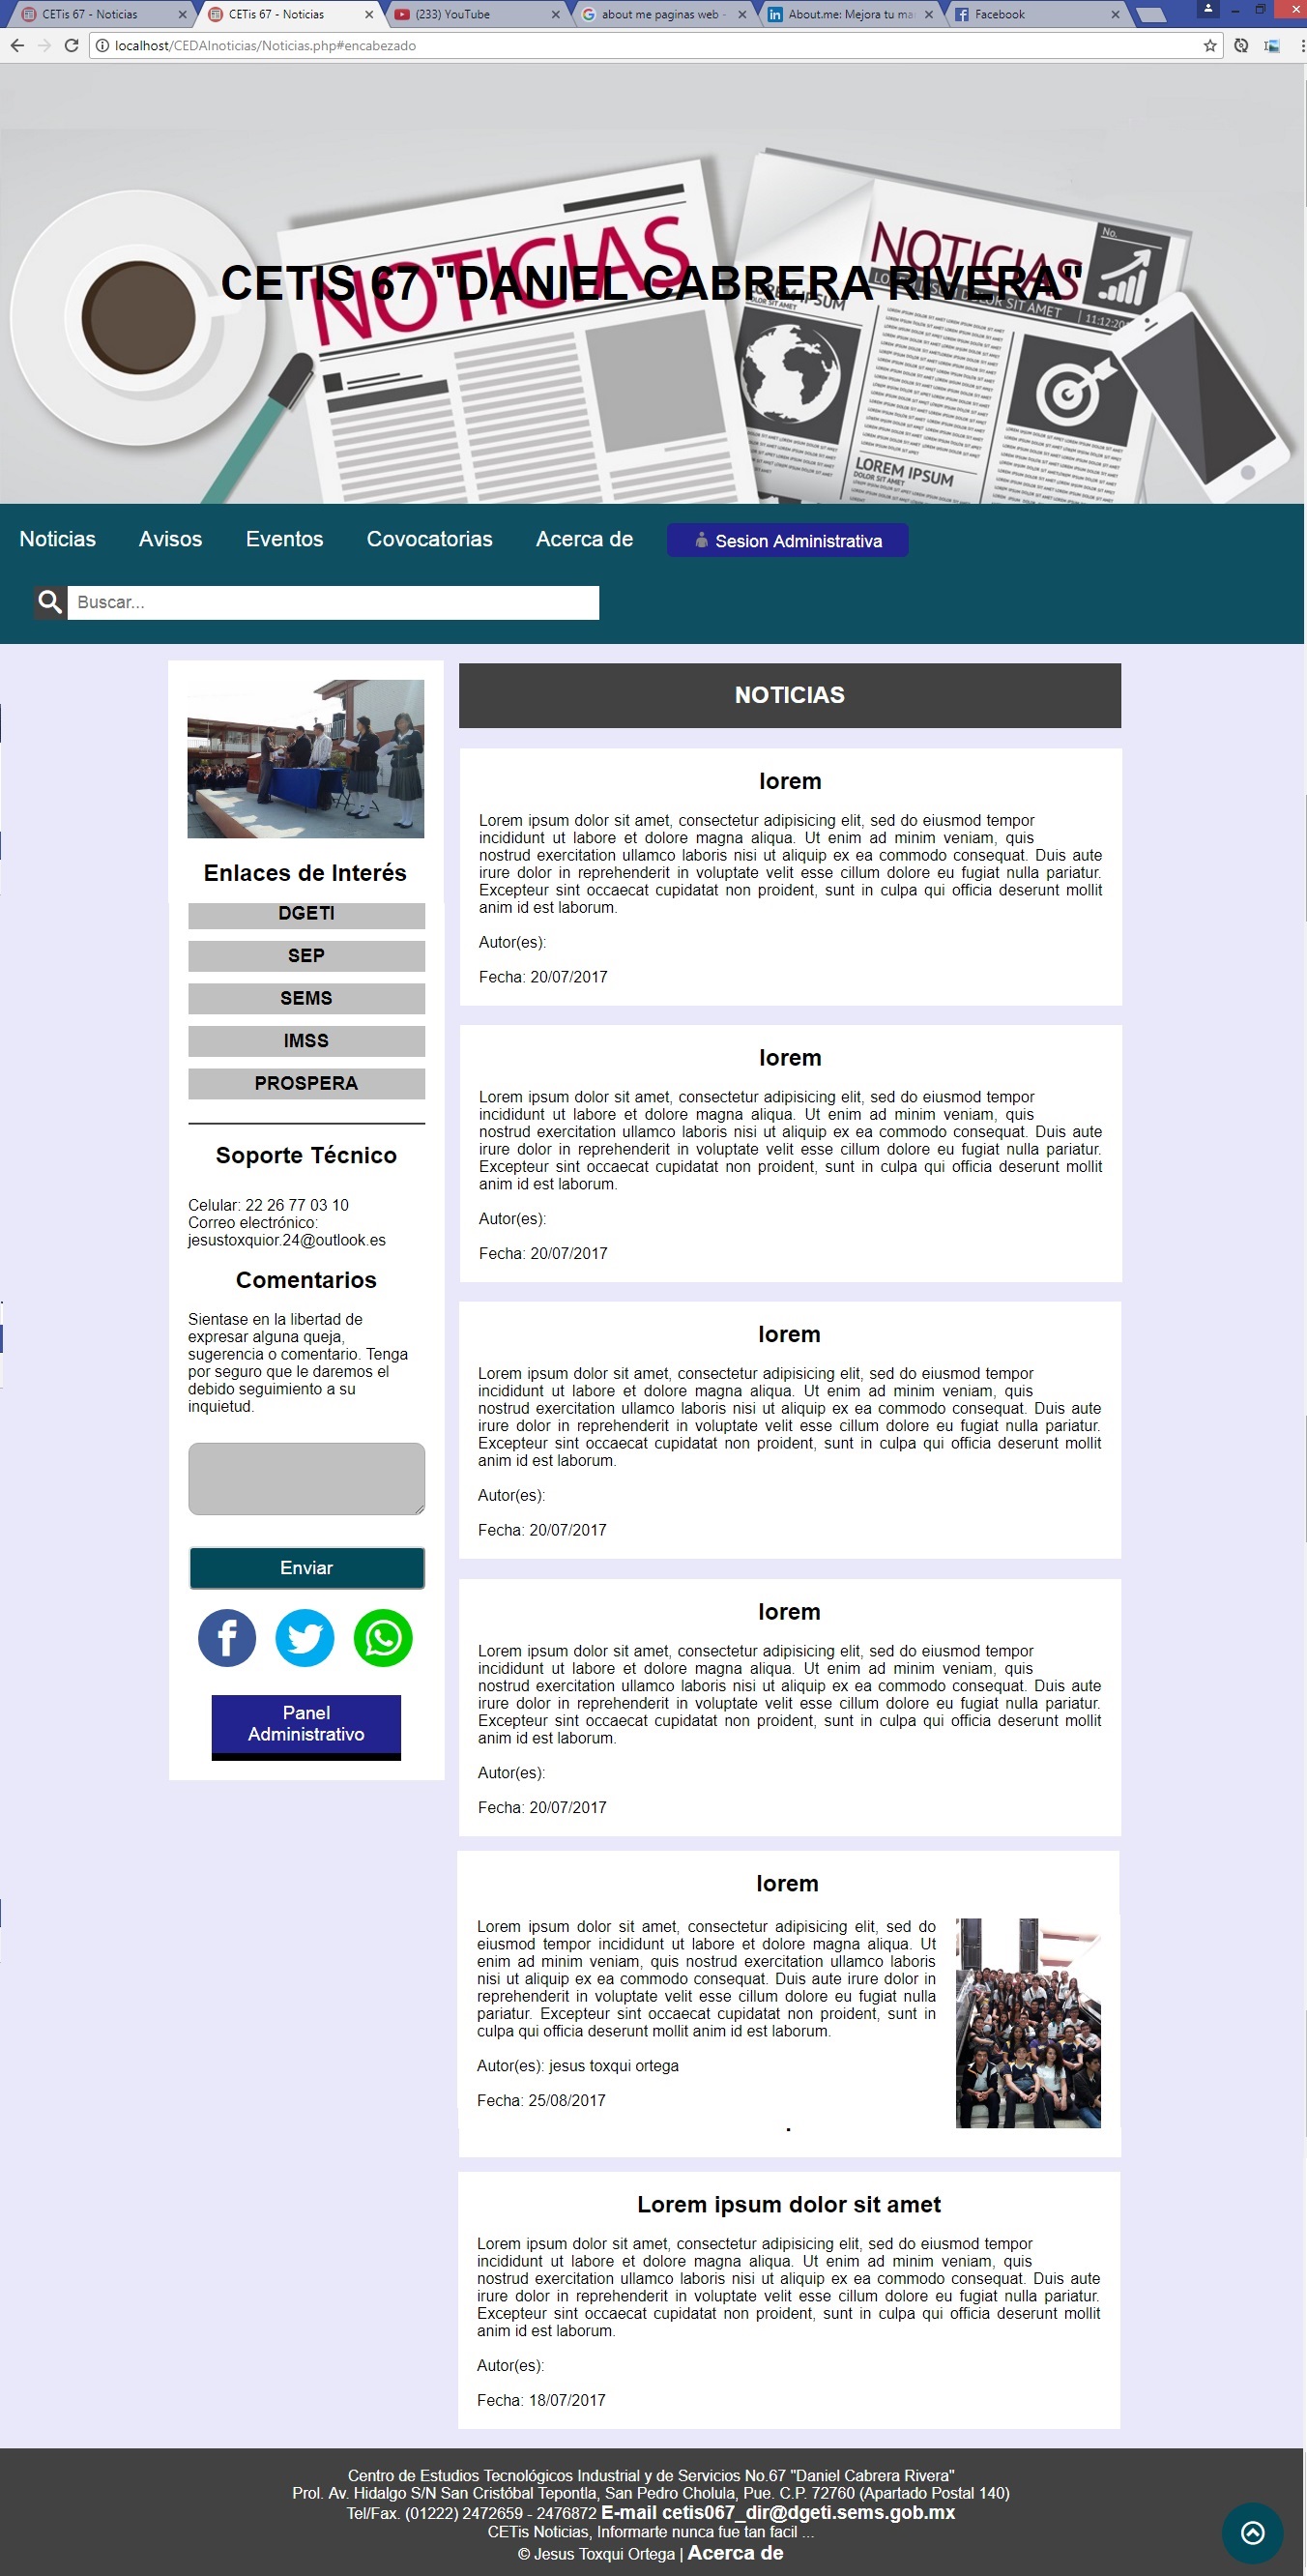 CETis 67 - Noticias
CETis 67 - Noticias
(233) YouTube
about me paginas web -
About.me: Mejora tu ma
Facebook
localhost/CEDAInoticias/Noticias.php#encabezado
NOTICIAS
NOTICIAS
No.
CETIS 67 "DANIEL CABRERA RIVERA"
LOREM IPSUM
DOLOR SIT AMET
11:12:20
LOREM IPSUM
DOLOR SIT AMET
Noticias Avisos Eventos Covocatorias Acerca de Sesion Administrativa
Buscar...
Enlaces de Interés
DGETI
SEP
SEMS
IMSS
PROSPERA
Soporte Técnico
Celular: 22 26 77 03 10
Correo electrónico:
jesustoxquior.24@outlook.es
Comentarios
Sientase en la libertad de
expresar alguna queja,
sugerencia o comentario. Tenga
por seguro que le daremos el
debido seguimiento a su
inquietud.
Enviar
Panel
Administrativo
NOTICIAS
lorem
Lorem ipsum dolor sit amet, consectetur adipisicing elit, sed do eiusmod tempor
incididunt ut labore et dolore magna aliqua. Ut enim ad minim veniam, quis
nostrud exercitation ullamco laboris nisi ut aliquip ex ea commodo consequat. Duis aute
irure dolor in reprehenderit in voluptate velit esse cillum dolore eu fugiat nulla pariatur.
Excepteur sint occaecat cupidatat non proident, sunt in culpa qui officia deserunt mollit
anim id est laborum.
Autor(es):
Fecha: 20/07/2017
lorem
Lorem ipsum dolor sit amet, consectetur adipisicing elit, sed do eiusmod tempor
incididunt ut labore et dolore magna aliqua. Ut enim ad minim veniam, quis
nostrud exercitation ullamco laboris nisi ut aliquip ex ea commodo consequat. Duis aute
irure dolor in reprehenderit in voluptate velit esse cillum dolore eu fugiat nulla pariatur.
Excepteur sint occaecat cupidatat non proident, sunt in culpa qui officia deserunt mollit
anim id est laborum.
Autor(es):
Fecha: 20/07/2017
lorem
Lorem ipsum dolor sit amet, consectetur adipisicing elit, sed do eiusmod tempor
incididunt ut labore et dolore magna aliqua. Ut enim ad minim veniam, quis
nostrud exercitation ullamco laboris nisi ut aliquip ex ea commodo consequat. Duis aute
irure dolor in reprehenderit in voluptate velit esse cillum dolore eu fugiat nulla pariatur.
Excepteur sint occaecat cupidatat non proident, sunt in culpa qui officia deserunt mollit
anim id est laborum.
Autor(es):
Fecha: 20/07/2017
lorem
Lorem ipsum dolor sit amet, consectetur adipisicing elit, sed do eiusmod tempor
incididunt ut labore et dolore magna aliqua. Ut enim ad minim veniam, quis
nostrud exercitation ullamco laboris nisi ut aliquip ex ea commodo consequat. Duis aute
irure dolor in reprehenderit in voluptate velit esse cillum dolore eu fugiat nulla pariatur.
Excepteur sint occaecat cupidatat non proident, sunt in culpa qui officia deserunt mollit
anim id est laborum.
Autor(es):
Fecha: 20/07/2017
lorem
Lorem ipsum dolor sit amet, consectetur adipisicing elit, sed do
eiusmod tempor incididunt ut labore et dolore magna aliqua. Ut
enim ad minim veniam, quis nostrud exercitation ullamco laboris
nisi ut aliquip ex ea commodo consequat. Duis aute irure dolor in
reprehenderit in voluptate velit esse cillum dolore eu fugiat nulla
pariatur. Excepteur sint occaecat cupidatat non proident, sunt in
culpa qui officia deserunt mollit anim id est laborum.
Autor(es): jesus toxqui ortega
Fecha: 25/08/2017
.
Lorem ipsum dolor sit amet
Lorem ipsum dolor sit amet, consectetur adipisicing elit, sed do eiusmod tempor
incididunt ut labore et dolore magna aliqua. Ut enim ad minim veniam, quis
nostrud exercitation ullamco laboris nisi ut aliquip ex ea commodo consequat. Duis aute
irure dolor in reprehenderit in voluptate velit esse cillum dolore eu fugiat nulla pariatur.
Excepteur sint occaecat cupidatat non proident, sunt in culpa qui officia deserunt mollit
anim id est laborum.
Autor(es):
Fecha: 18/07/2017
Centro de Estudios Tecnológicos Industrial y de Servicios No.67 "Daniel Cabrera Rivera"
Prol. Av. Hidalgo S/N San Cristóbal Tepontla, San Pedro Cholula, Pue. C.P. 72760 (Apartado Postal 140)
Tel/Fax. (01222) 2472659 - 2476872 E-mail cetis067_dir@dgeti.sems.gob.mx
CETis Noticias, Informarte nunca fue tan facil ...
© Jesus Toxqui Ortega | Acerca de